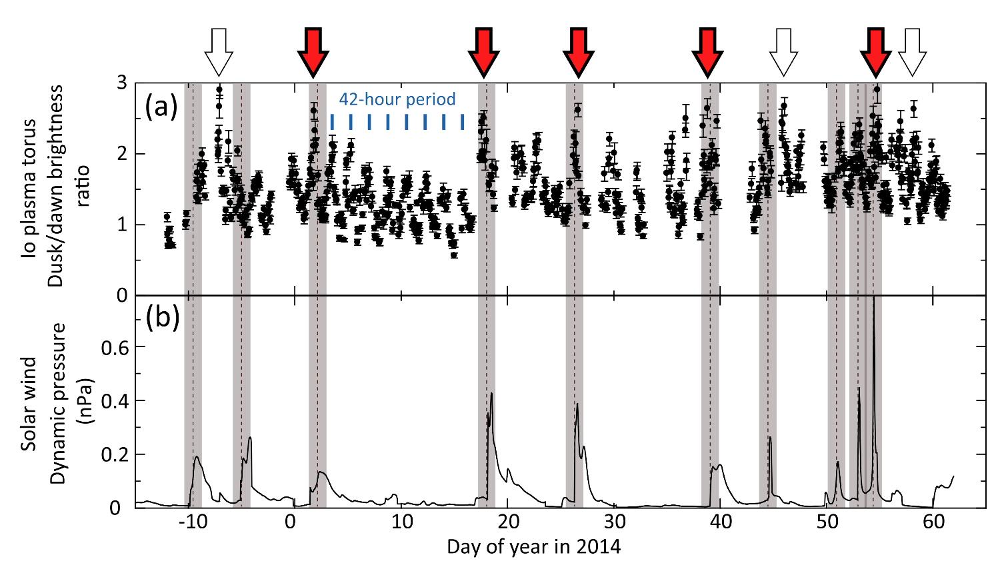 3
(a)
42-hour period
2
1
0
Io plasma torus
Dusk/dawn brightness
ratio
(b)
0.6
0.4
0.2
0
Solar wind
Dynamic pressure
(nPa)
-10 0 10 20 30 40 50 60
Day of year in 2014